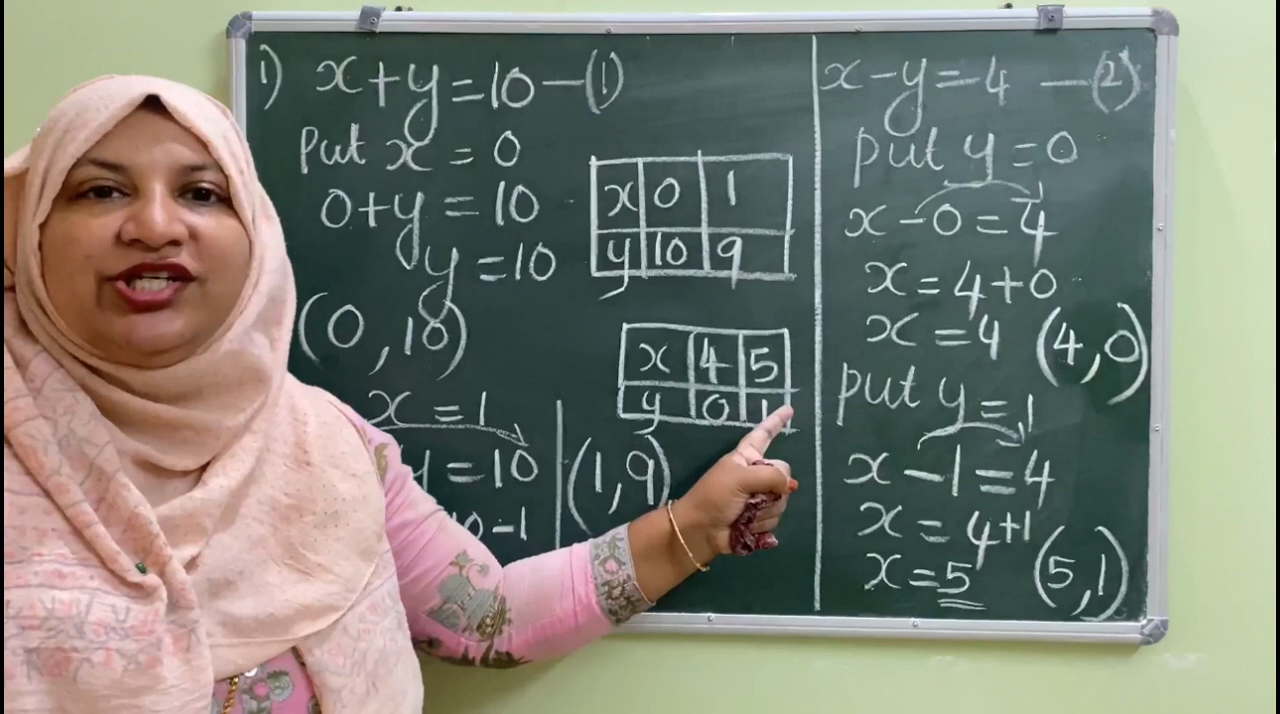 1) x+y=10 —(1)
Put x = 0
0+y = 10
y = 10
(0, 10)
x = 1
y = 10
10-1
(1, 9)
x 0 1
y 10 9
x 4 5
y 0 1
x-y=-4 —(2)
put y = 0
x-0 = 4
x = 4+0
x = 4 (4, 0)
put y = 1
x-1 = 4
x = 4+1
x = 5 (5, 1)